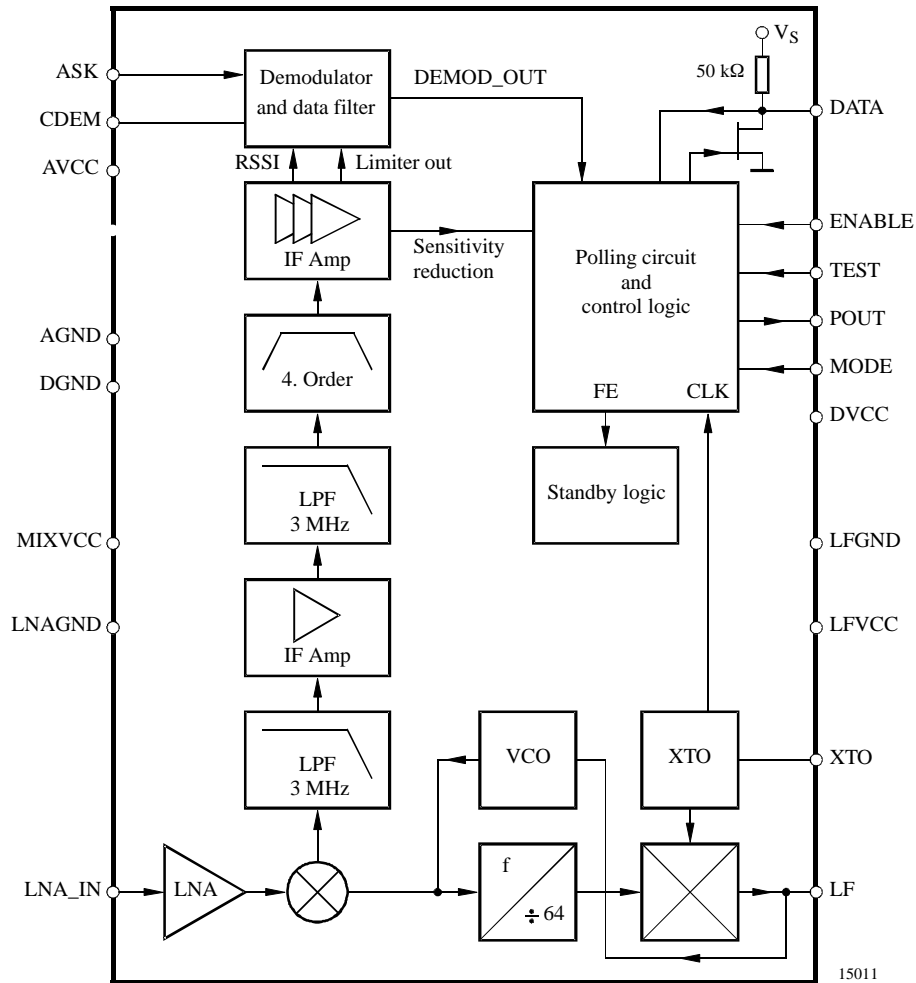 V_S
50 kΩ
ASK
Demodulator
and data filter
DEMOD_OUT
DATA
CDEM
AVCC
RSSI
Limiter out
IF Amp
Sensitivity
reduction
Polling circuit
and
control logic
FE
CLK
ENABLE
TEST
POUT
MODE
DVCC
AGND
DGND
4. Order
LPF
3 MHz
Standby logic
MIXVCC
LFGND
LNAGND
IF Amp
LFVCC
LPF
3 MHz
VCO
XTO
XTO
LNA_IN
LNA
f
÷ 64
LF
15011